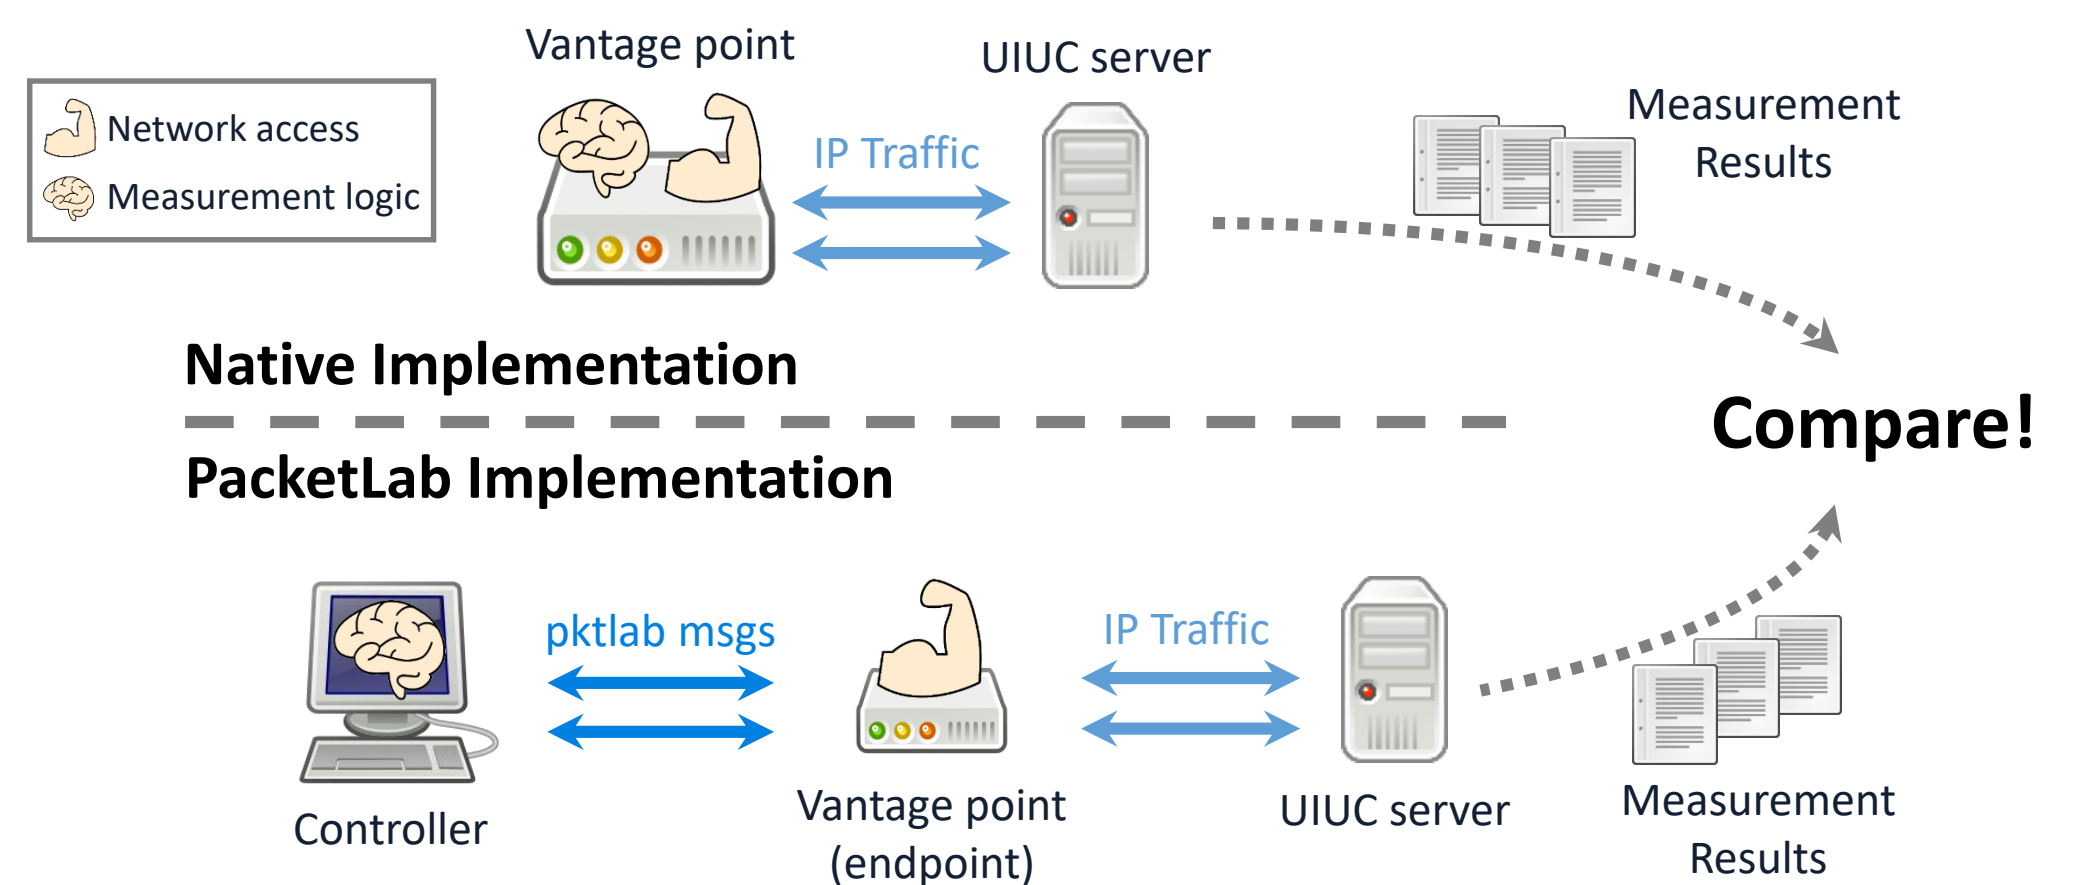 Vantage point
UIUC server
Network access
Measurement logic
IP Traffic
Measurement
Results
Native Implementation
Compare!
PacketLab Implementation
pktlab msgs
IP Traffic
Controller
Vantage point
(endpoint)
UIUC server
Measurement
Results